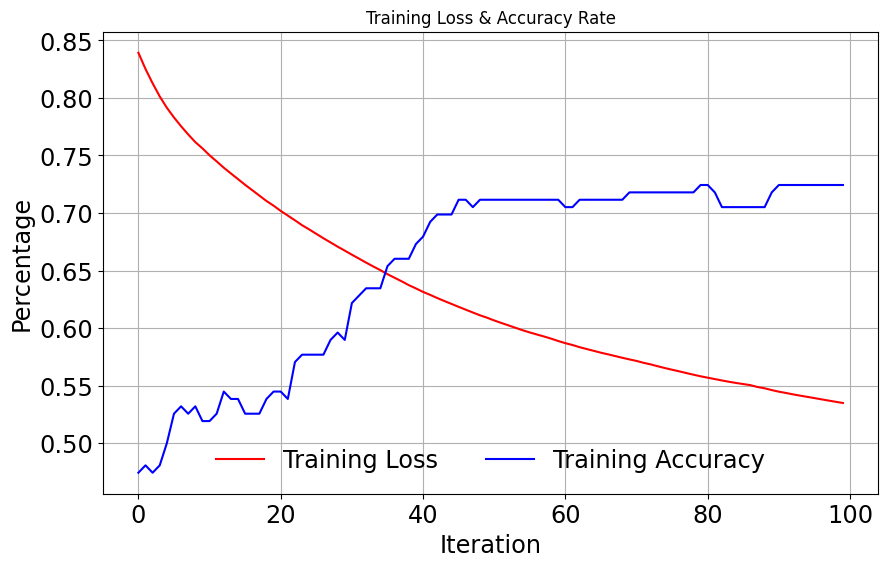 Training Loss & Accuracy Rate
0.85
0.80
0.75
0.70
0.65
0.60
0.55
0.50
Percentage
Training Loss
Training Accuracy
0 20 40 60 80 100
Iteration